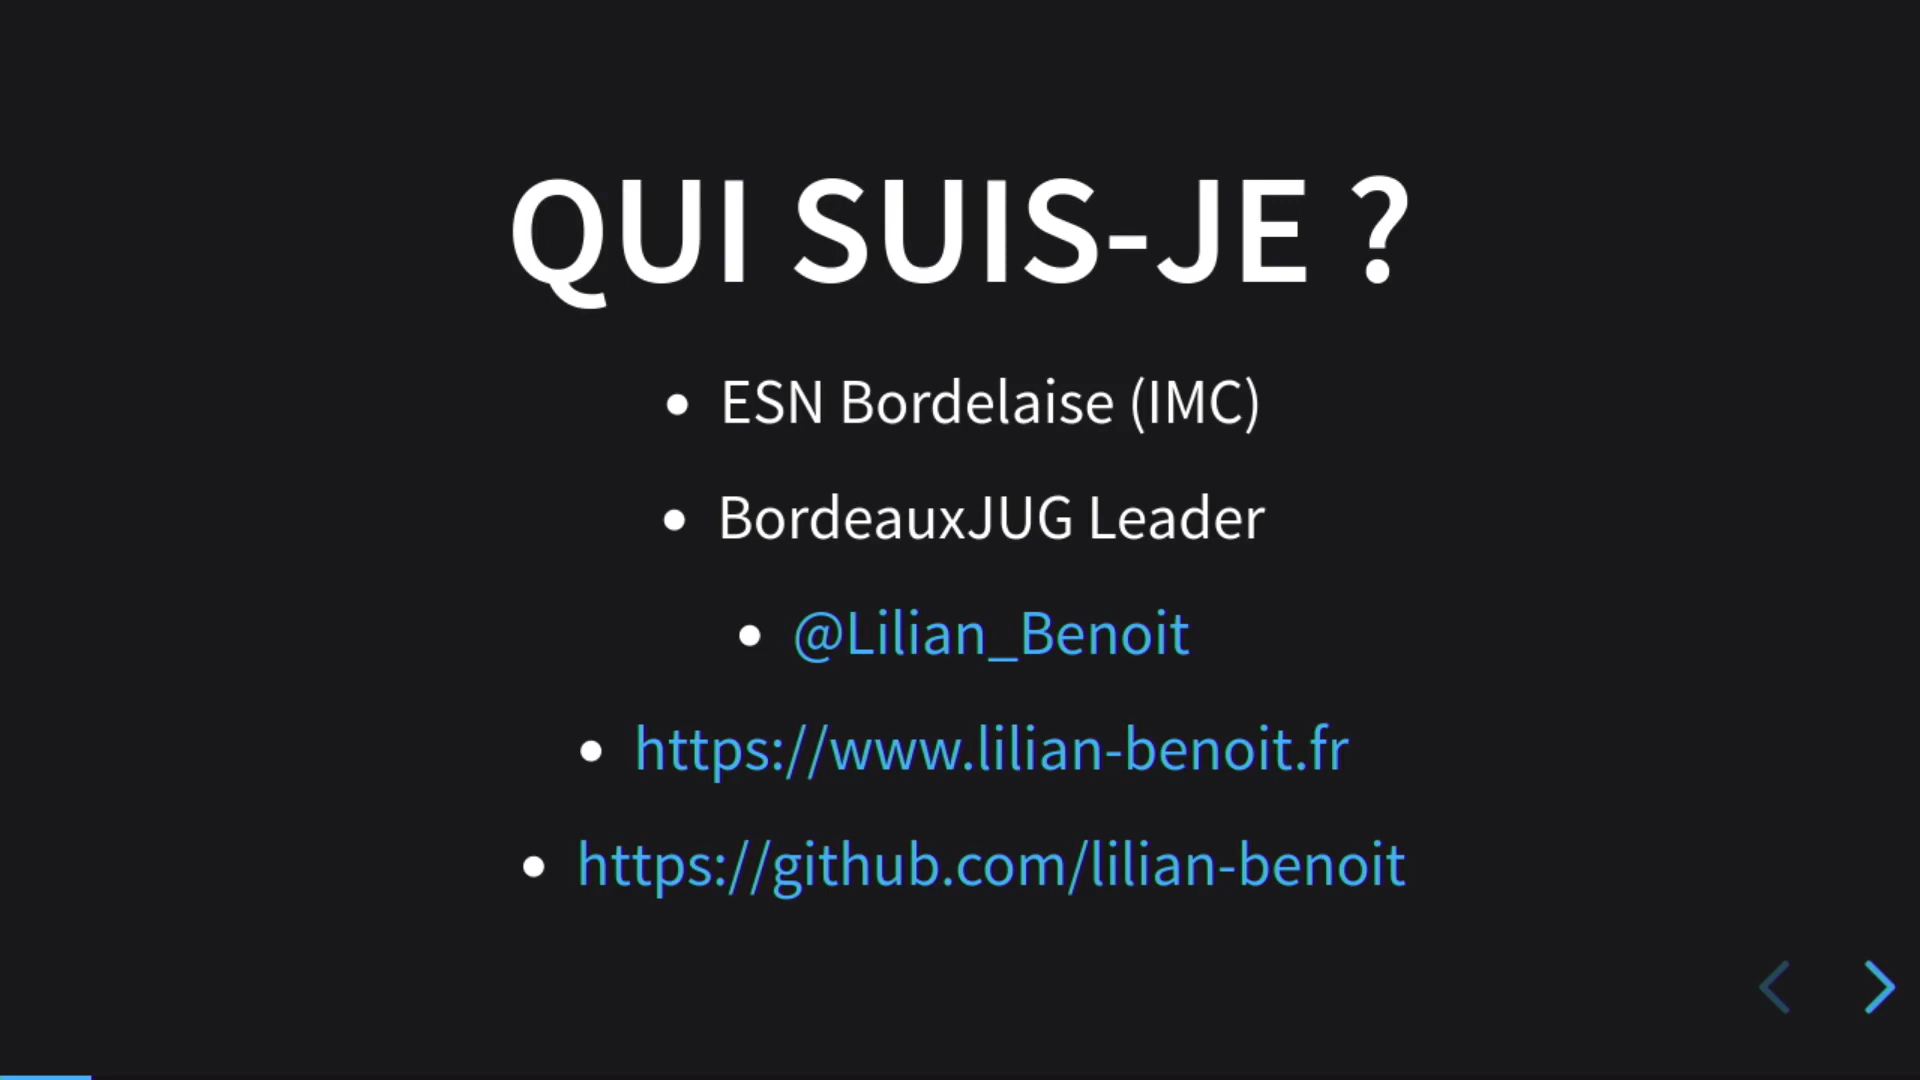 QUI SUIS-JE ?
ESN Bordelaise (IMC)
BordeauxJUG Leader
@Lilian_Benoit
https://www.lilian-benoit.fr
https://github.com/lilian-benoit